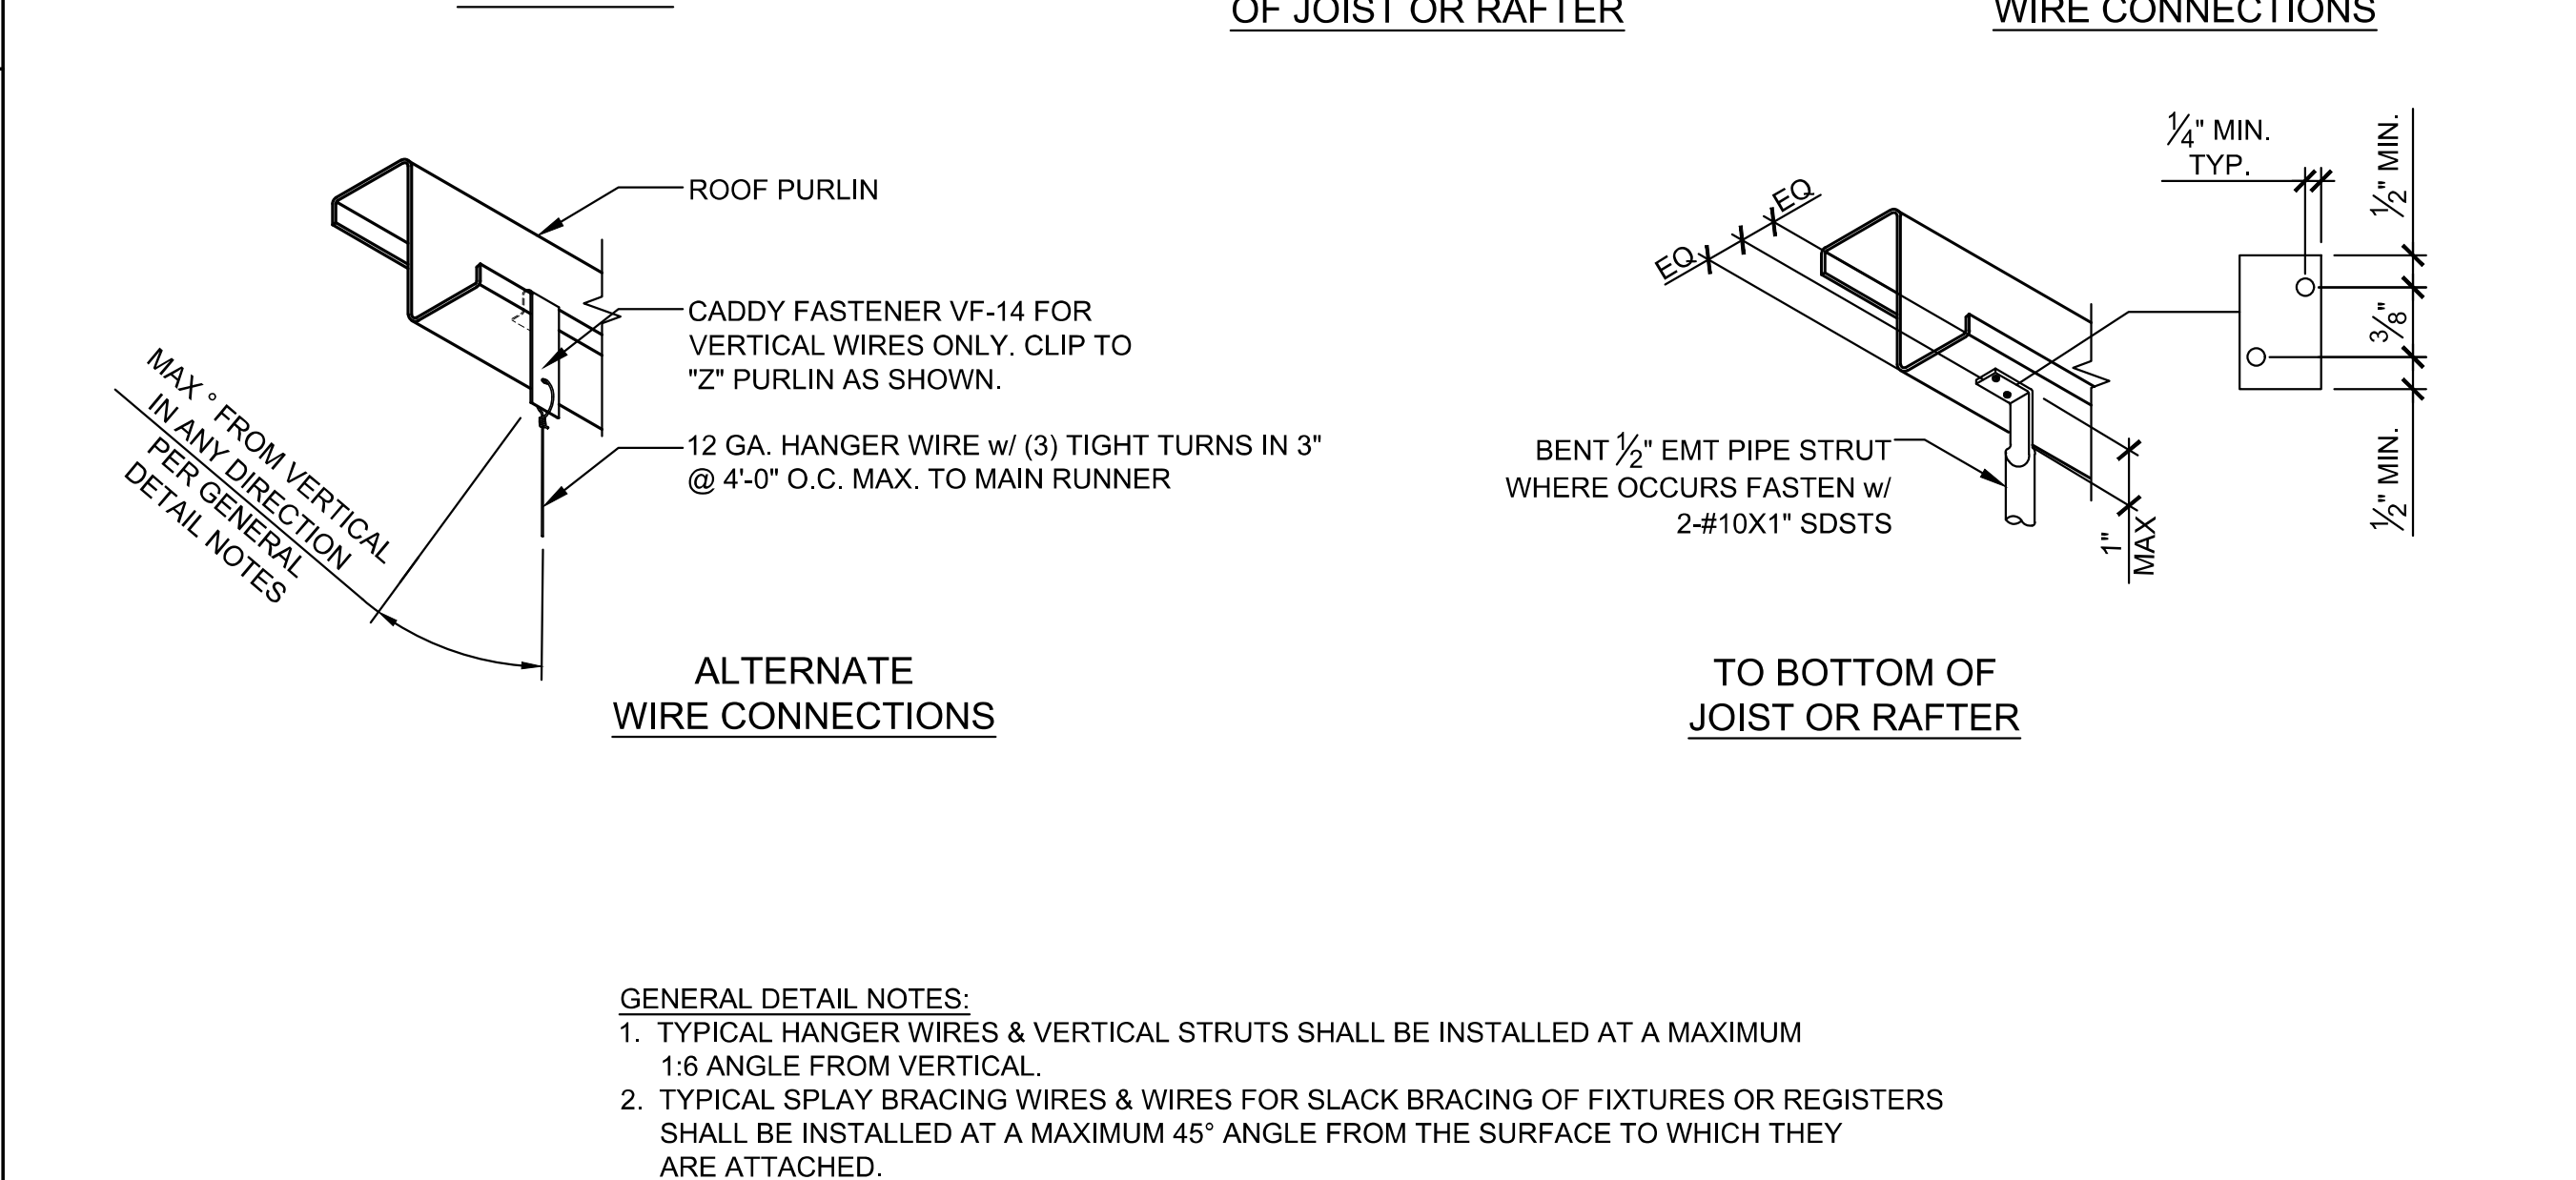 OF JOIST OR RAFTER
WIRE CONNECTIONS
ROOF PURLIN
CADDY FASTENER VF-14 FOR
VERTICAL WIRES ONLY. CLIP TO
"Z" PURLIN AS SHOWN.
12 GA. HANGER WIRE w/ (3) TIGHT TURNS IN 3"
@ 4'-0" O.C. MAX. TO MAIN RUNNER
MAX ° FROM VERTICAL
IN ANY DIRECTION
PER GENERAL
DETAIL NOTES
ALTERNATE
WIRE CONNECTIONS
EQ
EQ
1/4" MIN.
TYP.
1/2" MIN.
3/8"
1/2" MIN.
BENT 1/2" EMT PIPE STRUT
WHERE OCCURS FASTEN w/
2-#10X1" SDSTS
1"
MAX
TO BOTTOM OF
JOIST OR RAFTER
GENERAL DETAIL NOTES:
1. TYPICAL HANGER WIRES & VERTICAL STRUTS SHALL BE INSTALLED AT A MAXIMUM
1:6 ANGLE FROM VERTICAL.
2. TYPICAL SPLAY BRACING WIRES & WIRES FOR SLACK BRACING OF FIXTURES OR REGISTERS
SHALL BE INSTALLED AT A MAXIMUM 45° ANGLE FROM THE SURFACE TO WHICH THEY
ARE ATTACHED.